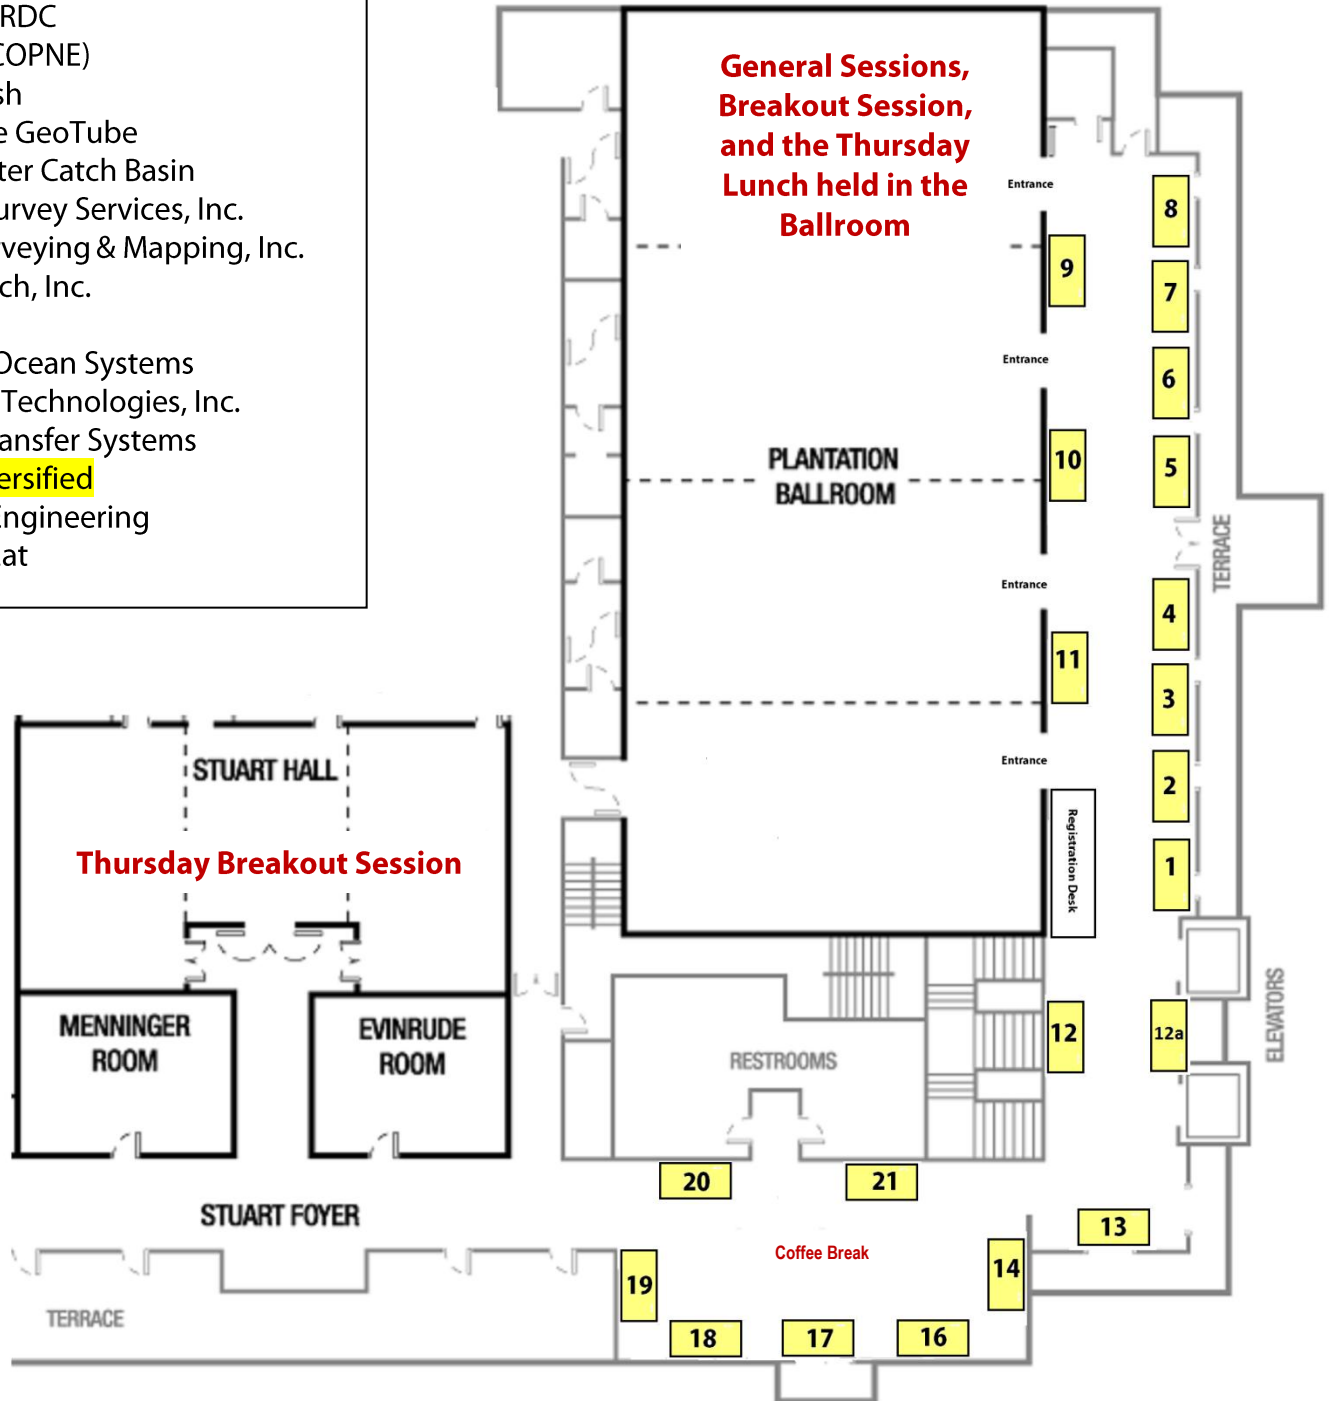 RDC
COPNE)
sh
e GeoTube
ter Catch Basin
urvey Services, Inc.
rveying & Mapping, Inc.
ch, Inc.
Ocean Systems
Technologies, Inc.
ansfer Systems
ersified
Engineering
at
General Sessions,
Breakout Session,
and the Thursday
Lunch held in the
Ballroom
Entrance
8
9
7
Entrance
6
PLANTATION
BALLROOM
10
5
TERRACE
Entrance
4
11
3
Entrance
2
Registration Desk
1
STUART HALL
Thursday Breakout Session
MENNINGER
ROOM
EVINRUDE
ROOM
RESTROOMS
12
12a
ELEVATORS
20
21
STUART FOYER
13
Coffee Break
14
19
TERRACE
18
17
16